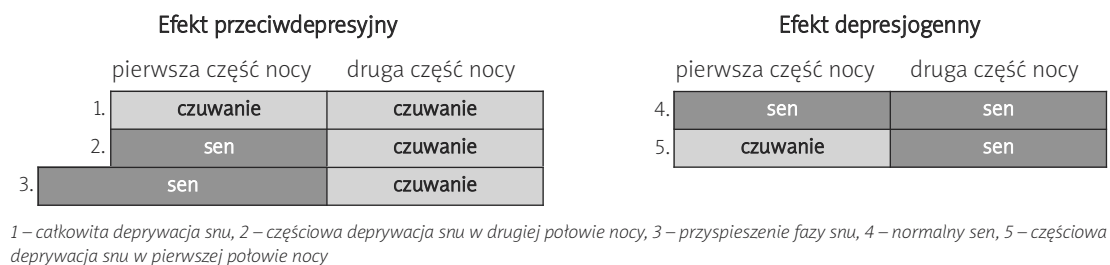 Efekt przeciwdepresyjny
pierwsza część nocy druga część nocy
1. czuwanie czuwanie
2. sen czuwanie
3. sen czuwanie
Efekt depresjogenny
pierwsza część nocy druga część nocy
4. sen sen
5. czuwanie sen
1 – całkowita deprywacja snu, 2 – częściowa deprywacja snu w drugiej połowie nocy, 3 – przyspieszenie fazy snu, 4 – normalny sen, 5 – częściowa
deprywacja snu w pierwszej połowie nocy